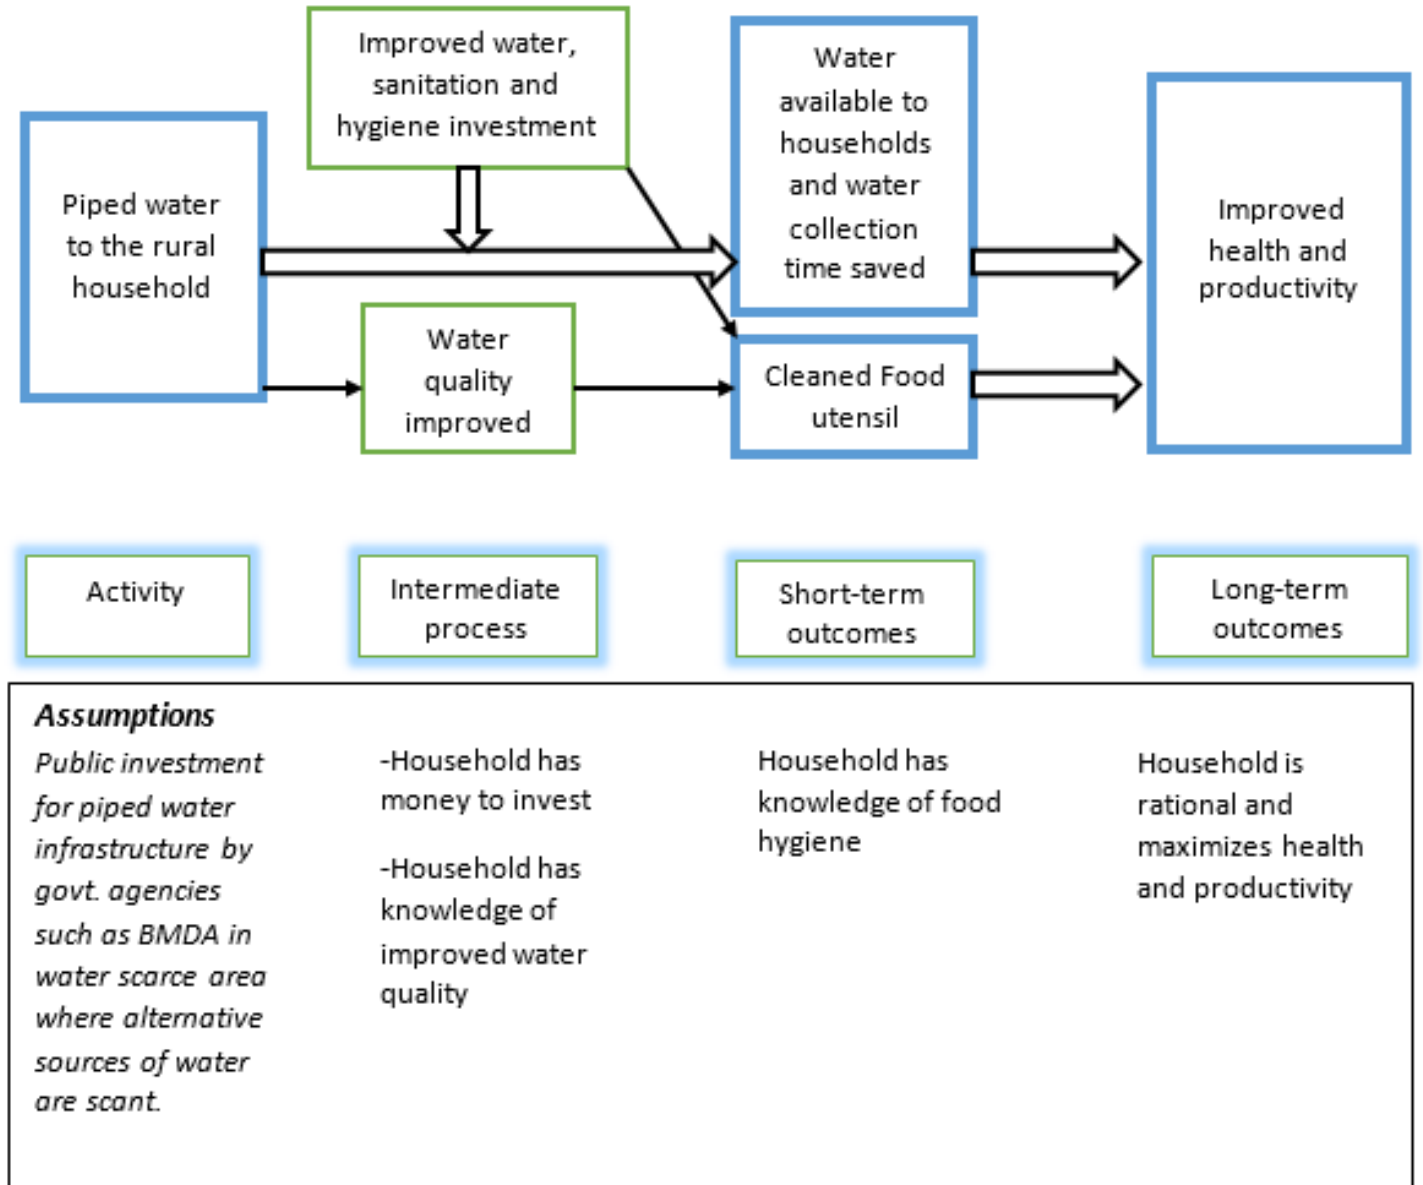 Improved water,
sanitation and
hygiene investment
Water
available to
households
and water
collection
time saved
Piped water
to the rural
household
Improved
health and
productivity
Water
quality
improved
Cleaned Food
utensil
Activity
Intermediate
process
Short-term
outcomes
Long-term
outcomes
Assumptions
Public investment
for piped water
infrastructure by
govt. agencies
such as BMDA in
water scarce area
where alternative
sources of water
are scant.
-Household has
money to invest
-Household has
knowledge of
improved water
quality
Household has
knowledge of food
hygiene
Household is
rational and
maximizes health
and productivity